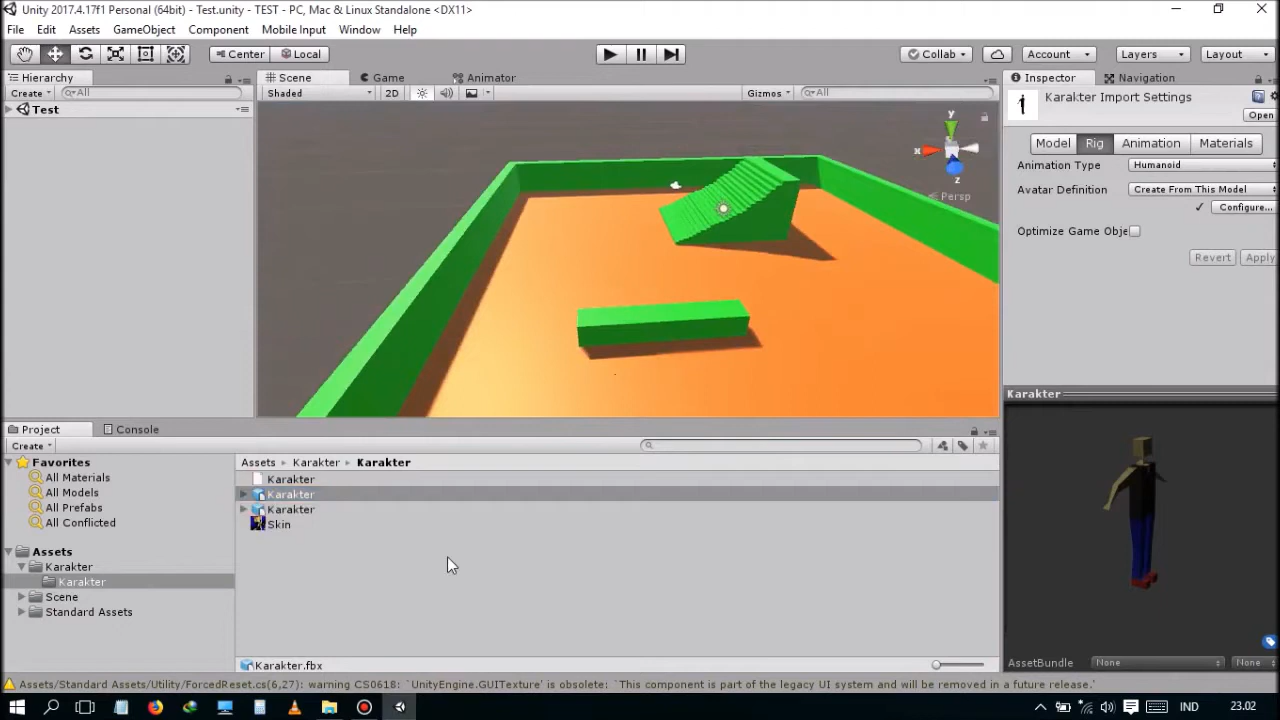 Unity 2017.4.17f1 Personal (64bit) - Test.unity - TEST - PC, Mac & Linux Standalone <DX11>
File Edit Assets GameObject Component Mobile Input Window Help
Center Local Collab Account Layers Layout
Hierarchy Scene Game Animator Inspector Navigation
Create All Shaded 2D Gizmos All
Test
Karakter Import Settings
Open
Model Rig Animation Materials
Animation Type Humanoid
Avatar Definition Create From This Model
Configure...
Optimize Game Obje
Revert Apply
y
x
z
Persp
Karakter
Project Console
Create
Favorites
All Materials
All Models
All Prefabs
All Conflicted
Assets
Karakter
Karakter
Scene
Standard Assets
Assets Karakter Karakter
Karakter
Karakter
Karakter
Skin
Karakter.fbx
AssetBundle None None
Assets/Standard Assets/Utility/ForcedReset.cs(6,27): warning CS0618: `UnityEngine.GUITexture' is obsolete: `This component is part of the legacy UI system and will be removed in a future release.'
IND 23.02